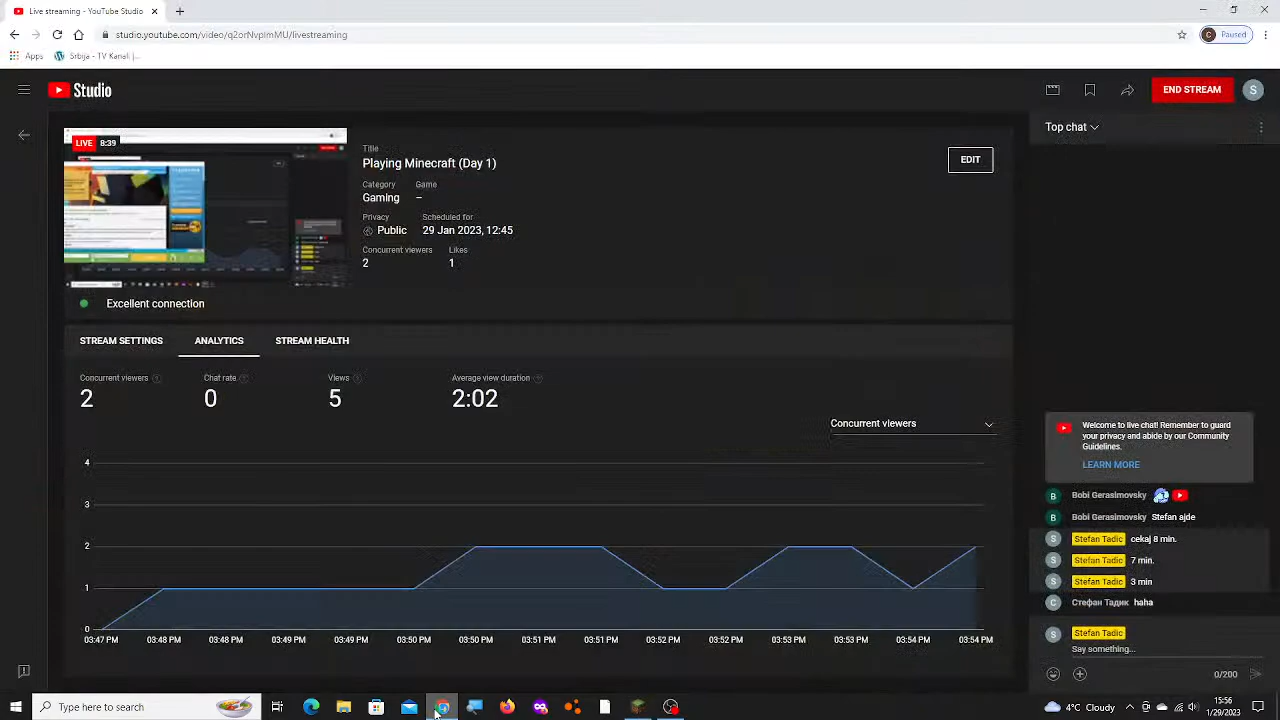 Live streaming - YouTube Studio
studio.youtube.com/video/q2orNvpImMU/livestreaming
C Paused
Apps Srbija - TV Kanali |...
Studio
END STREAM S
LIVE 8:39
Title
Playing Minecraft (Day 1)
EDIT
Category Game
Gaming –
Privacy Scheduled for
Public 29 Jan 2023, 12:45
Concurrent viewers Likes
2 1
Excellent connection
STREAM SETTINGS ANALYTICS STREAM HEALTH
Concurrent viewers Chat rate Views Average view duration
2 0 5 2:02
Concurrent viewers
4
3
2
1
0
03:47 PM 03:48 PM 03:48 PM 03:49 PM 03:49 PM 03:50 PM 03:50 PM 03:51 PM 03:51 PM 03:52 PM 03:52 PM 03:53 PM 03:53 PM 03:54 PM 03:54 PM
Top chat
Welcome to live chat! Remember to guard
your privacy and abide by our Community
Guidelines.
LEARN MORE
B Bobi Gerasimovsky
B Bobi Gerasimovsky Stefan ajde
S Stefan Tadic cekaj 8 min.
S Stefan Tadic 7 min.
S Stefan Tadic 3 min
C Стефан Тадик haha
S Stefan Tadic
Say something...
0/200
Type here to search
4°C Cloudy
15:56
1/29/2023